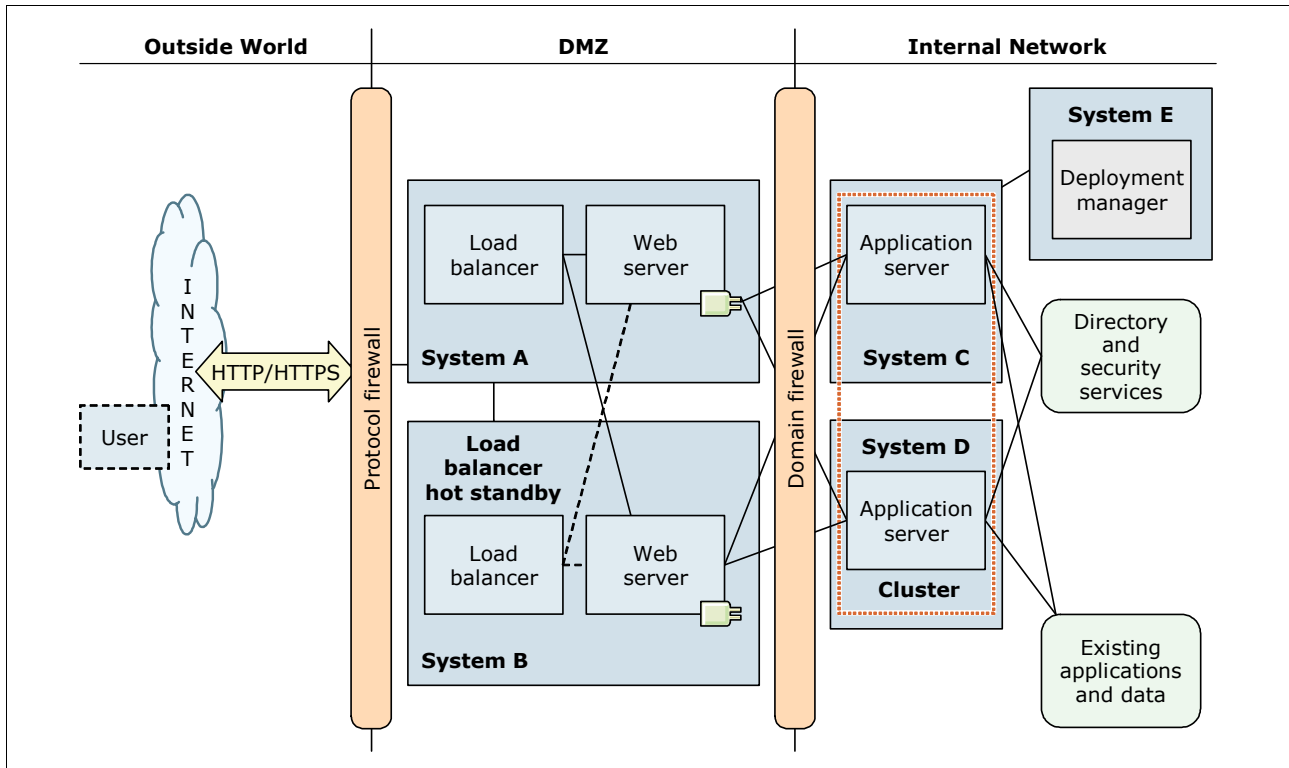 Outside World
DMZ
Internal Network
User
INTERNET
HTTP/HTTPS
Protocol firewall
Load
balancer
Web
server
System A
Load
balancer
hot standby
Load
balancer
Web
server
System B
Domain firewall
Application
server
System C
System D
Application
server
Cluster
System E
Deployment
manager
Directory
and
security
services
Existing
applications
and data